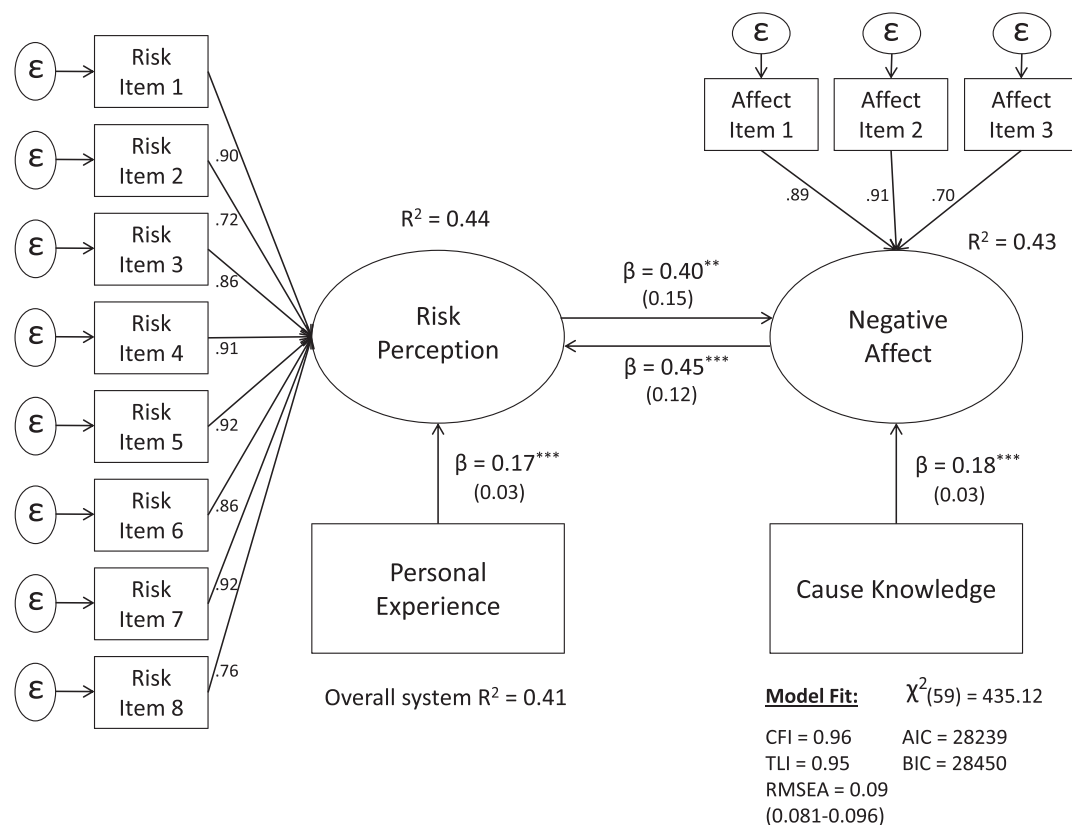 ε
Risk
Item 1
ε
Risk
Item 2
ε
Risk
Item 3
ε
Risk
Item 4
ε
Risk
Item 5
ε
Risk
Item 6
ε
Risk
Item 7
ε
Risk
Item 8
.90
.72
.86
.91
.92
.86
.92
.76
R² = 0.44
Risk
Perception
β = 0.40**
(0.15)
β = 0.45***
(0.12)
ε
ε
ε
Affect
Item 1
Affect
Item 2
Affect
Item 3
.89
.91
.70
R² = 0.43
Negative
Affect
β = 0.17***
(0.03)
β = 0.18***
(0.03)
Personal
Experience
Cause Knowledge
Overall system R² = 0.41
Model Fit: χ²(59) = 435.12
CFI = 0.96 AIC = 28239
TLI = 0.95 BIC = 28450
RMSEA = 0.09
(0.081-0.096)